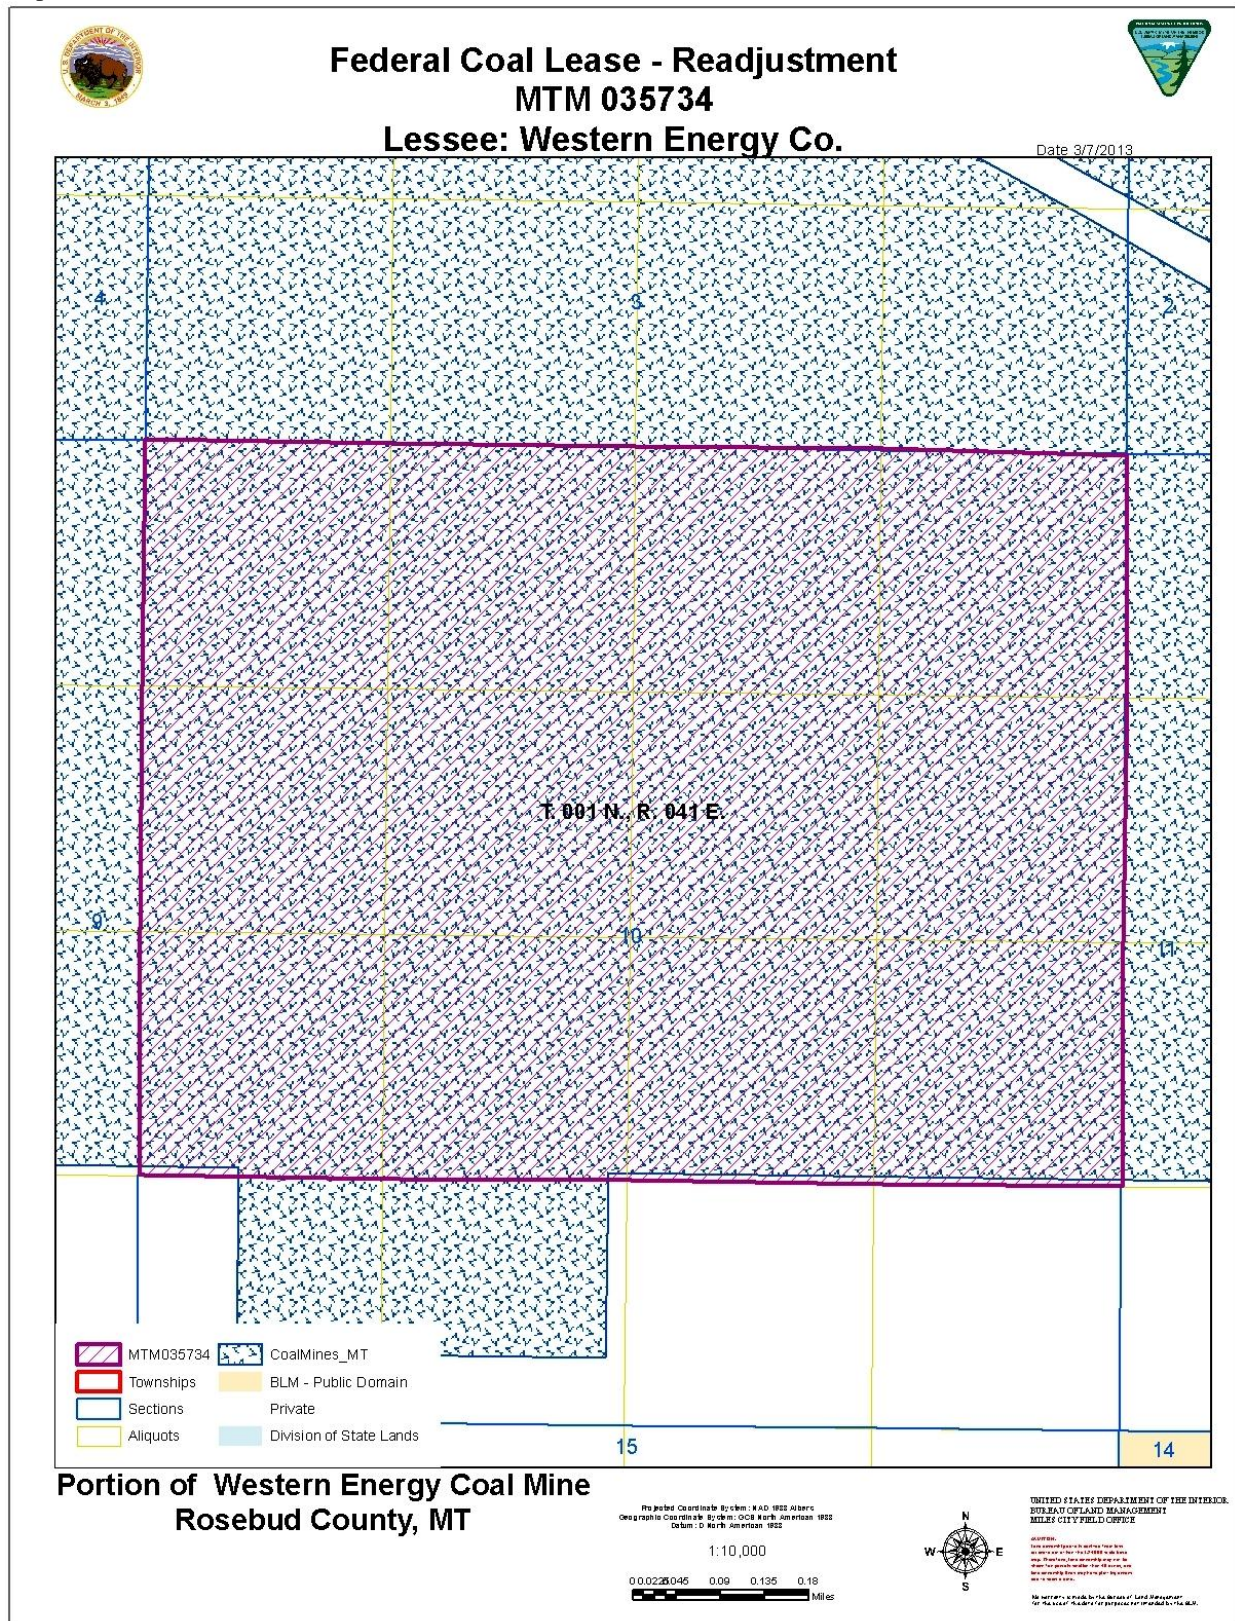 Federal Coal Lease - Readjustment
MTM 035734
Lessee: Western Energy Co.
Date 3/7/2013
MARCH 3, 1849
4
3
2
T. 001 N., R. 041 E.
9
10
11
MTM035734
CoalMines_MT
Townships
BLM - Public Domain
Sections
Private
Aliquots
Division of State Lands
15
14
Portion of Western Energy Coal Mine
Rosebud County, MT
1:10,000
0.09 0.135 0.18
Miles
N
W E
S
UNITED STATES DEPARTMENT OF THE INTERIOR
BUREAU OF LAND MANAGEMENT
MILES CITY FIELD OFFICE